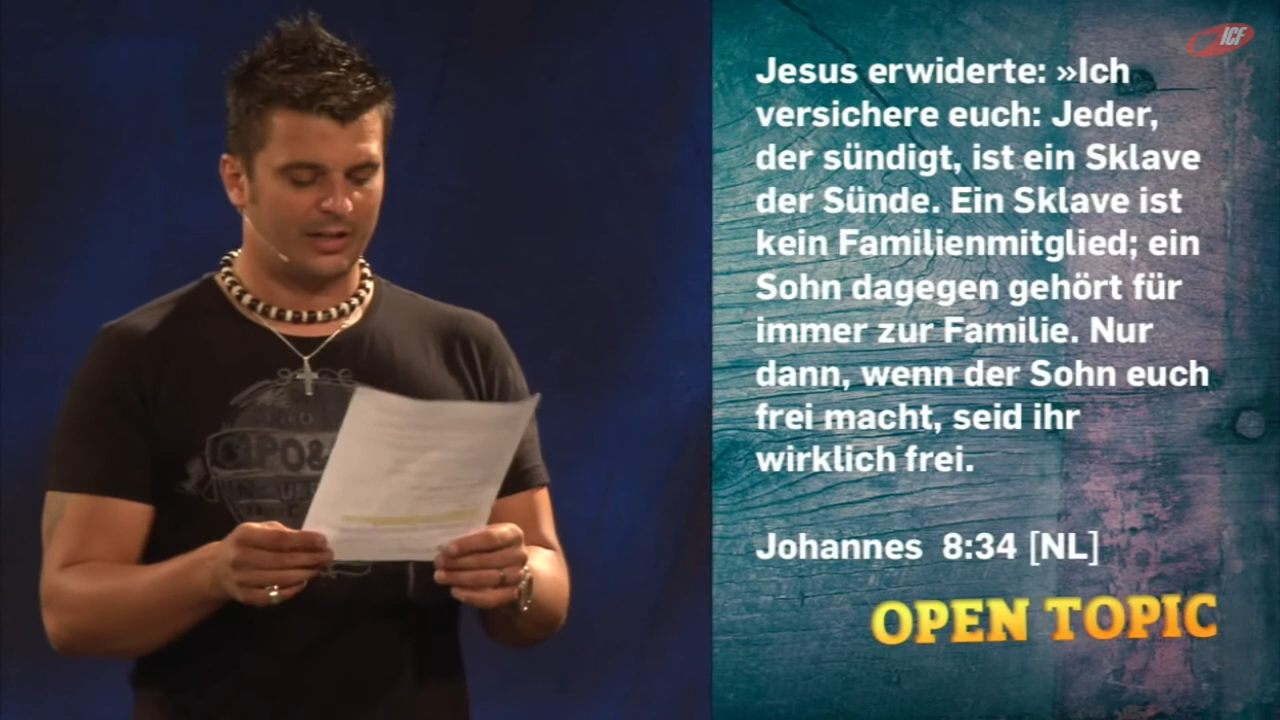 ICF
Jesus erwiderte: »Ich
versichere euch: Jeder,
der sündigt, ist ein Sklave
der Sünde. Ein Sklave ist
kein Familienmitglied; ein
Sohn dagegen gehört für
immer zur Familie. Nur
dann, wenn der Sohn euch
frei macht, seid ihr
wirklich frei.
Johannes 8:34 [NL]
OPEN TOPIC